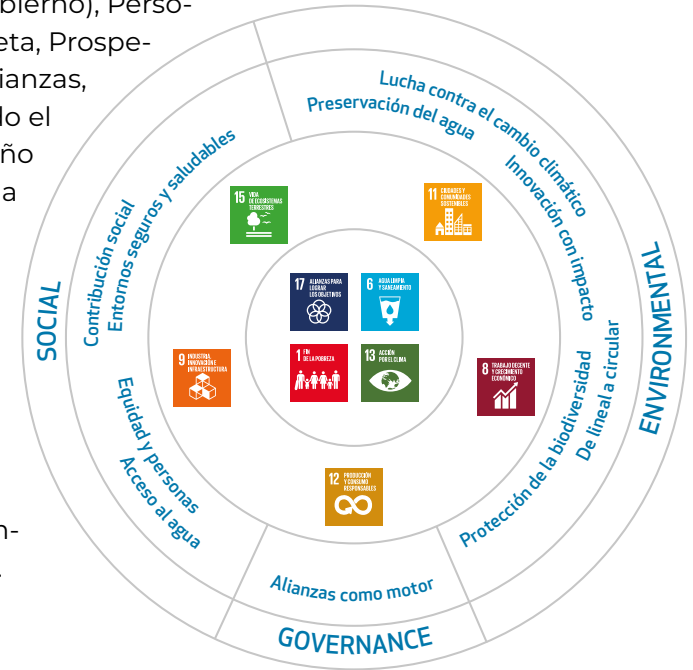 bierno), Perso-
eta, Prospe-
ianzas,
do el
ño
a
n-
.
SOCIAL
Contribución social
Entornos seguros y saludables
Equidad y personas
Acceso al agua
Lucha contra el cambio climático
Preservación del agua
Innovación con impacto
Protección de la biodiversidad
De lineal a circular
ENVIRONMENTAL
Alianzas como motor
GOVERNANCE
15 VIDA
DE ECOSISTEMAS
TERRESTRES
11 CIUDADES Y
COMUNIDADES
SOSTENIBLES
17 ALIANZAS PARA
LOGRAR
LOS OBJETIVOS
6 AGUA LIMPIA
Y SANEAMIENTO
9 INDUSTRIA,
INNOVACIÓN E
INFRAESTRUCTURA
1 FIN
DE LA POBREZA
13 ACCIÓN
POR EL CLIMA
8 TRABAJO DECENTE
Y CRECIMIENTO
ECONÓMICO
12 PRODUCCIÓN
Y CONSUMO
RESPONSABLES